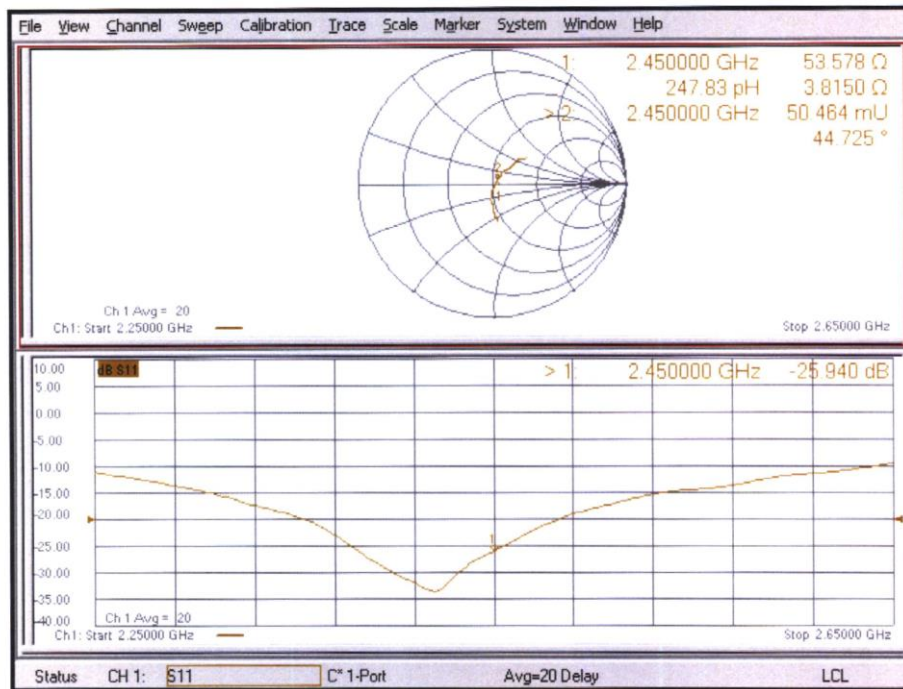 File View Channel Sweep Calibration Trace Scale Marker System Window Help
1: 2.450000 GHz 53.578 Ω
247.83 pH 3.8150 Ω
> 2: 2.450000 GHz 50.464 mU
44.725 °
2
Ch 1 Avg = 20
Ch1: Start 2.25000 GHz Stop 2.65000 GHz
10.00 dB S11 > 1: 2.450000 GHz -25.940 dB
5.00
0.00
-5.00
-10.00
-15.00
-20.00
-25.00 1
-30.00
-35.00
-40.00 Ch 1 Avg = 20
Ch1: Start 2.25000 GHz Stop 2.65000 GHz
Status CH 1: S11 C* 1-Port Avg=20 Delay LCL